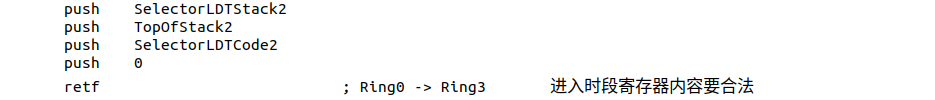 push SelectorLDTStack2
push TopOfStack2
push SelectorLDTCode2
push 0
retf ; Ring0 -> Ring3 进入时段寄存器内容要合法